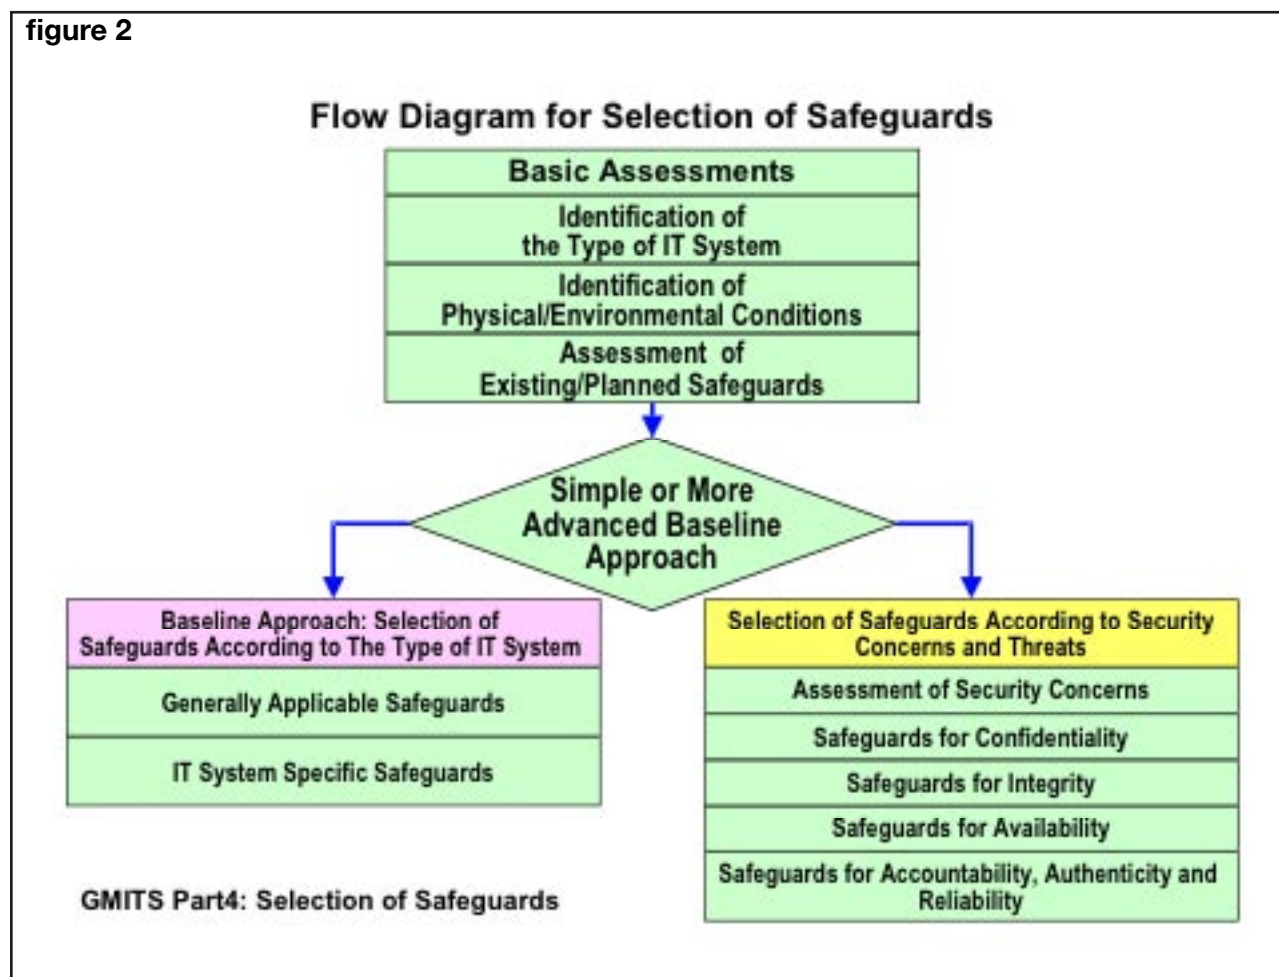 figure 2
Flow Diagram for Selection of Safeguards
Basic Assessments
Identification of
the Type of IT System
Identification of
Physical/Environmental Conditions
Assessment of
Existing/Planned Safeguards
Simple or More
Advanced Baseline
Approach
Baseline Approach: Selection of
Safeguards According to The Type of IT System
Generally Applicable Safeguards
IT System Specific Safeguards
Selection of Safeguards According to Security
Concerns and Threats
Assessment of Security Concerns
Safeguards for Confidentiality
Safeguards for Integrity
Safeguards for Availability
Safeguards for Accountability, Authenticity and
Reliability
GMITS Part4: Selection of Safeguards